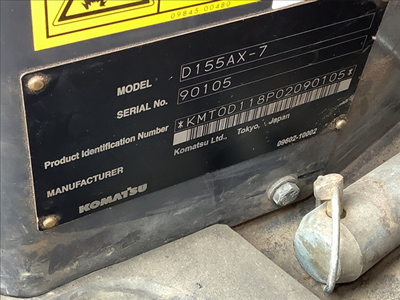 09843-00480
MODEL D155AX-7
SERIAL No. 90105
Product Identification Number *KMT0D118P02090105*
MANUFACTURER Komatsu Ltd., Tokyo, Japan
KOMATSU 09602-10002